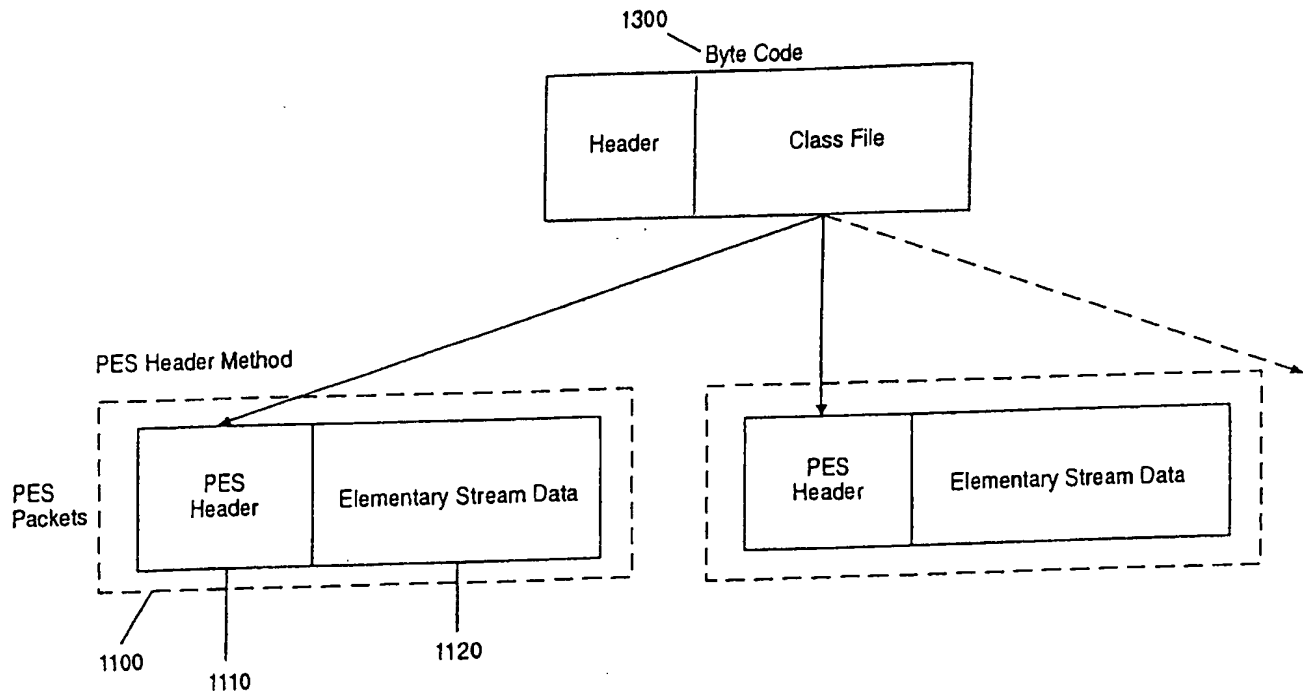 1300
Byte Code
Header
Class File
PES Header Method
PES
Packets
PES
Header
Elementary Stream Data
PES
Header
Elementary Stream Data
1100
1110
1120